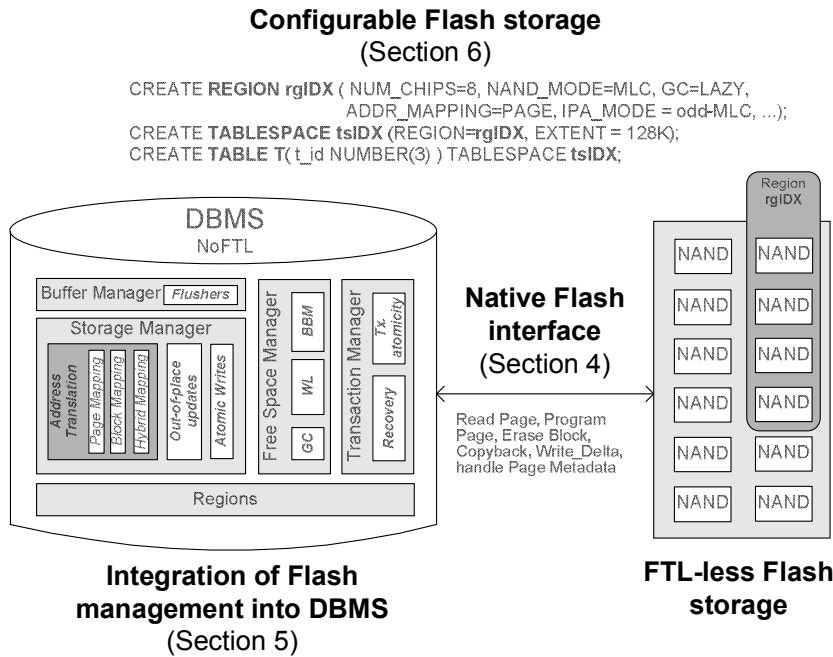 Configurable Flash storage
(Section 6)
CREATE REGION rgIDX ( NUM_CHIPS=8, NAND_MODE=MLC, GC=LAZY,
ADDR_MAPPING=PAGE, IPA_MODE = odd-MLC, ...);
CREATE TABLESPACE tsIDX (REGION=rgIDX, EXTENT = 128K);
CREATE TABLE T( t_id NUMBER(3) ) TABLESPACE tsIDX;
DBMS
NoFTL
Buffer Manager
Flushers
Storage Manager
Address
Translation
Page Mapping
Block Mapping
Hybrid Mapping
Out-of-place
updates
Atomic Writes
Free Space Manager
BBM
WL
GC
Transaction Manager
Tx.
atomicity
Recovery
Regions
Integration of Flash
management into DBMS
(Section 5)
Native Flash
interface
(Section 4)
Read Page, Program
Page, Erase Block,
Copyback, Write_Delta,
handle Page Metadata
Region
rgIDX
NAND NAND
NAND NAND
NAND NAND
NAND NAND
NAND NAND
NAND NAND
FTL-less Flash
storage